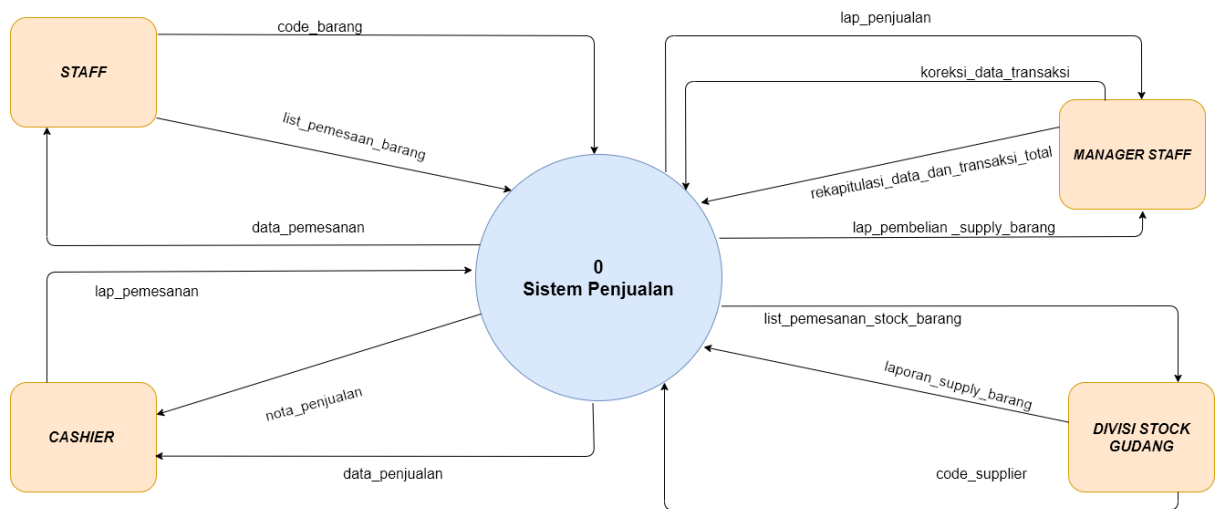 code_barang
STAFF
list_pemesaan_barang
data_pemesanan
lap_pemesanan
nota_penjualan
CASHIER
data_penjualan
0
Sistem Penjualan
lap_penjualan
koreksi_data_transaksi
MANAGER STAFF
rekapitulasi_data_dan_transaksi_total
lap_pembelian _supply_barang
list_pemesanan_stock_barang
laporan_supply_barang
DIVISI STOCK
GUDANG
code_supplier